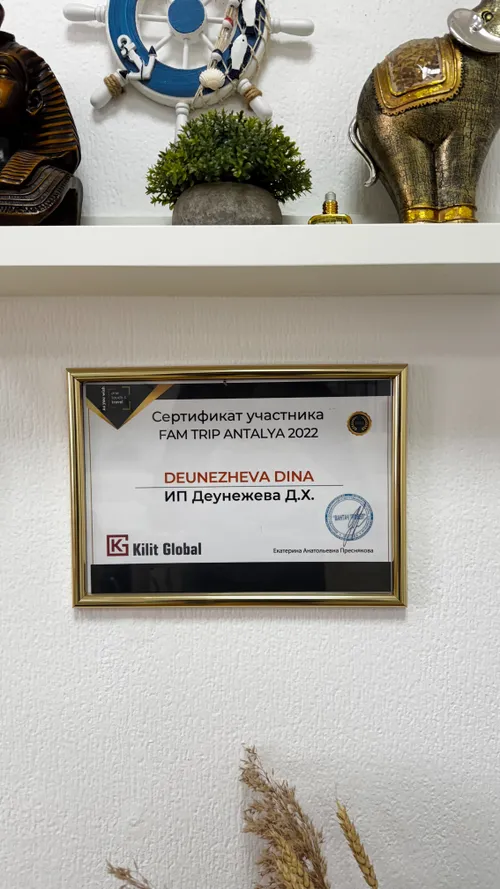 Сертификат участника
FAM TRIP ANTALYA 2022
DEUNEZHEVA DINA
ИП Деунежева Д.Х.
Kilit Global
Екатерина Анатольевна Преснякова